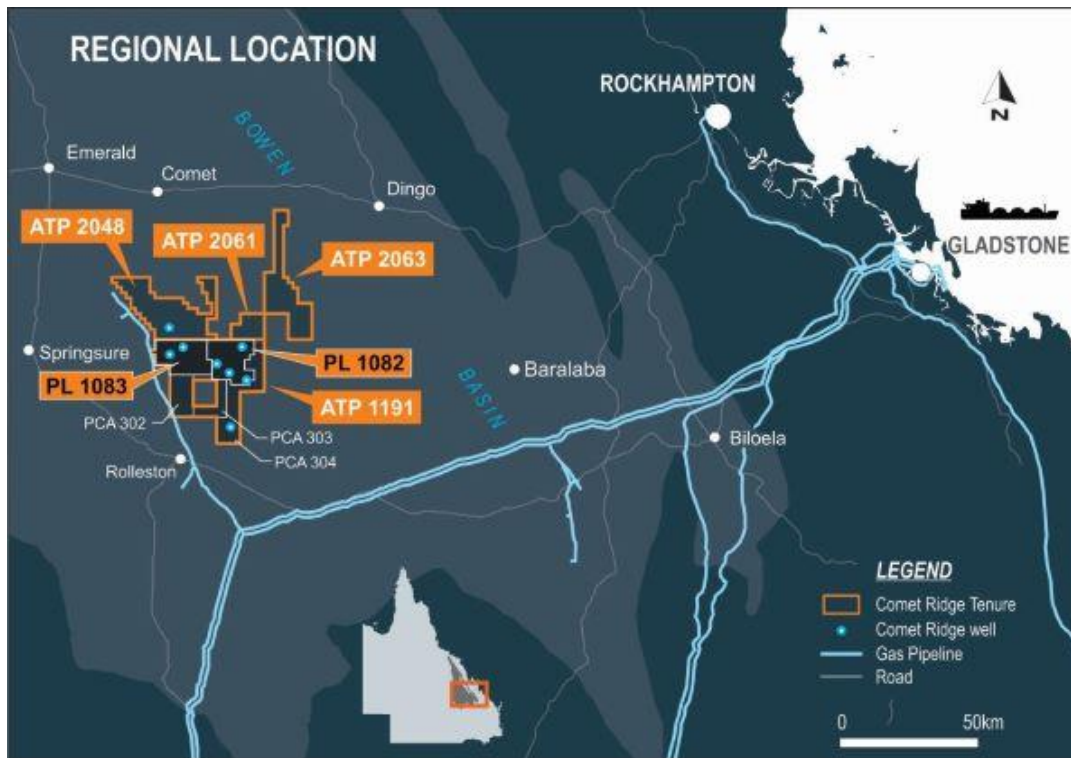 REGIONAL LOCATION
ROCKHAMPTON
N
BOWEN
Emerald
Comet
Dingo
ATP 2048
ATP 2061
ATP 2063
GLADSTONE
Springsure
PL 1082
PL 1083
BASIN
Baralaba
ATP 1191
PCA 302
PCA 303
PCA 304
Biloela
Rolleston
LEGEND
Comet Ridge Tenure
Comet Ridge well
Gas Pipeline
Road
0 50km